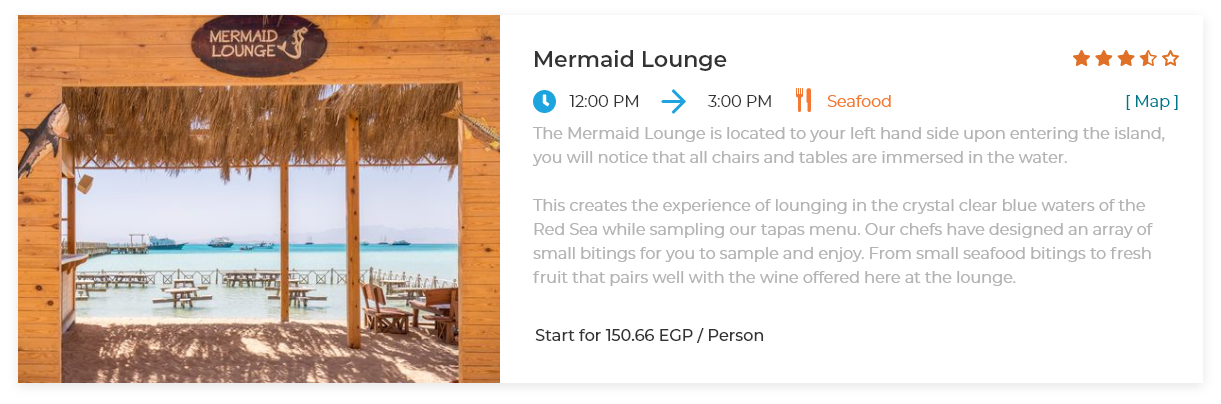 MERMAID
LOUNGE
Mermaid Lounge
12:00 PM 3:00 PM Seafood [ Map ]
The Mermaid Lounge is located to your left hand side upon entering the island,
you will notice that all chairs and tables are immersed in the water.
This creates the experience of lounging in the crystal clear blue waters of the
Red Sea while sampling our tapas menu. Our chefs have designed an array of
small bitings for you to sample and enjoy. From small seafood bitings to fresh
fruit that pairs well with the wine offered here at the lounge.
Start for 150.66 EGP / Person